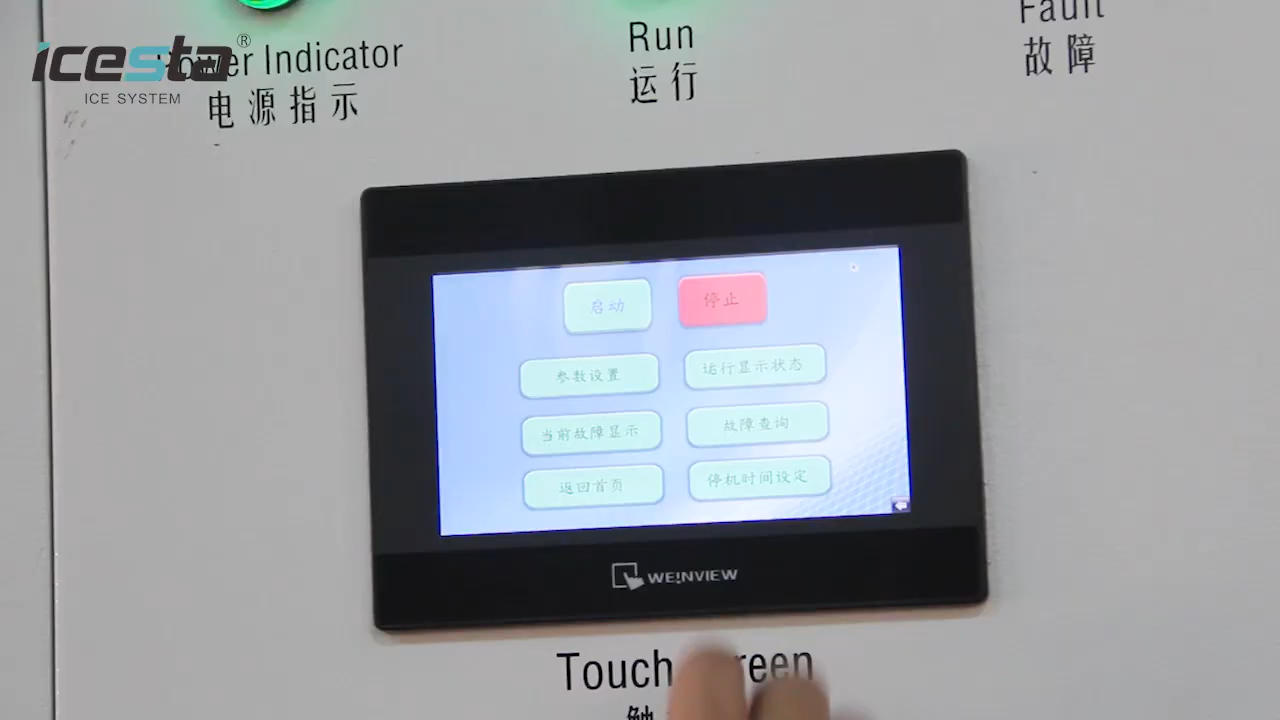 icesta®
ICE SYSTEM
Power Indicator
电源指示
Run
运行
Fault
故障
启动
停止
参数设置
运行显示状态
当前故障显示
故障查询
返回首页
停机时间设定
WEINVIEW
Touch
触